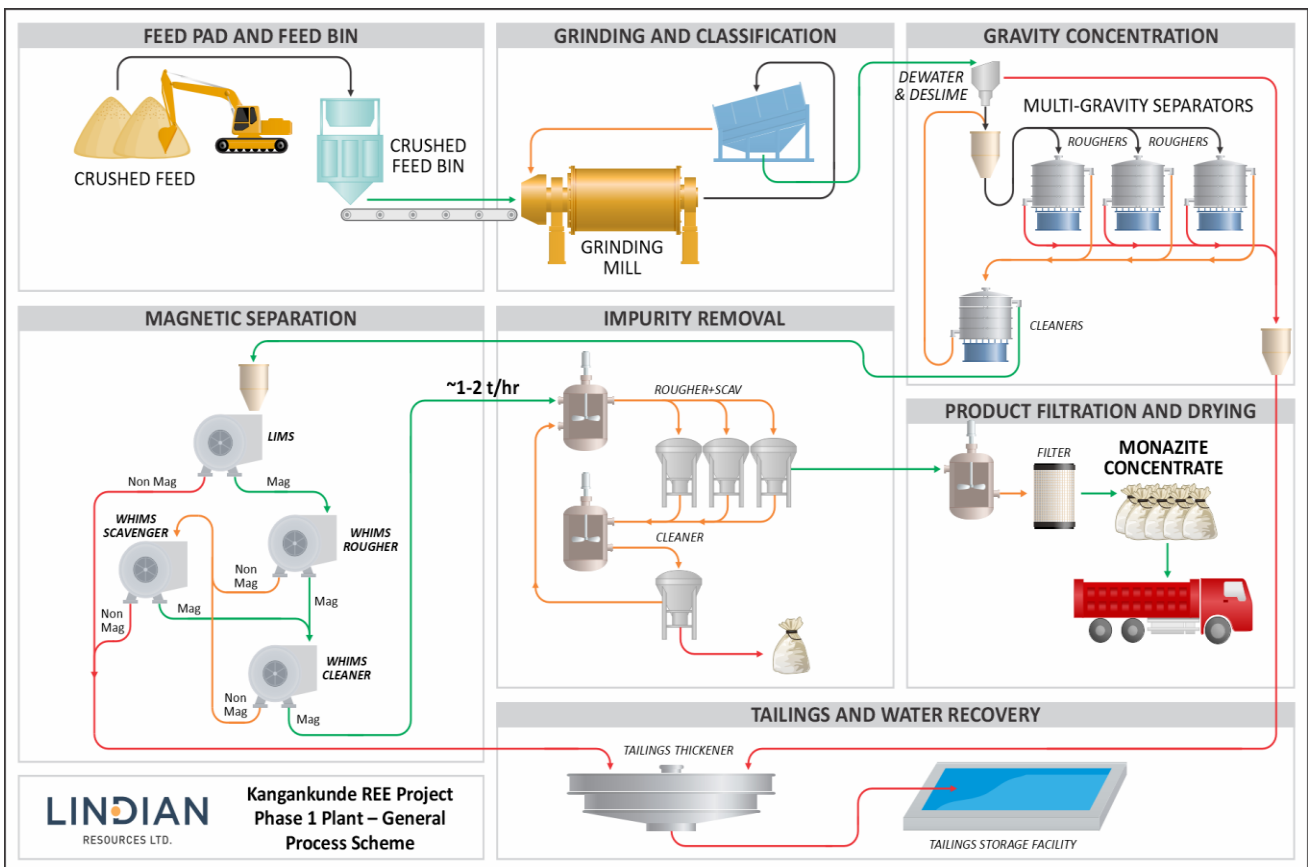 FEED PAD AND FEED BIN
CRUSHED FEED
CRUSHED
FEED BIN
GRINDING AND CLASSIFICATION
GRINDING
MILL
GRAVITY CONCENTRATION
DEWATER
& DESLIME
MULTI-GRAVITY SEPARATORS
ROUGHERS
ROUGHERS
CLEANERS
MAGNETIC SEPARATION
LIMS
Non Mag
Mag
WHIMS
SCAVENGER
WHIMS
ROUGHER
Non
Mag
Mag
Non
Mag
Mag
WHIMS
CLEANER
Non
Mag
Mag
IMPURITY REMOVAL
~1-2 t/hr
ROUGHER+SCAV
CLEANER
PRODUCT FILTRATION AND DRYING
FILTER
MONAZITE
CONCENTRATE
TAILINGS AND WATER RECOVERY
TAILINGS THICKENER
TAILINGS STORAGE FACILITY
LINDIAN
RESOURCES LTD.
Kangankunde REE Project
Phase 1 Plant – General
Process Scheme